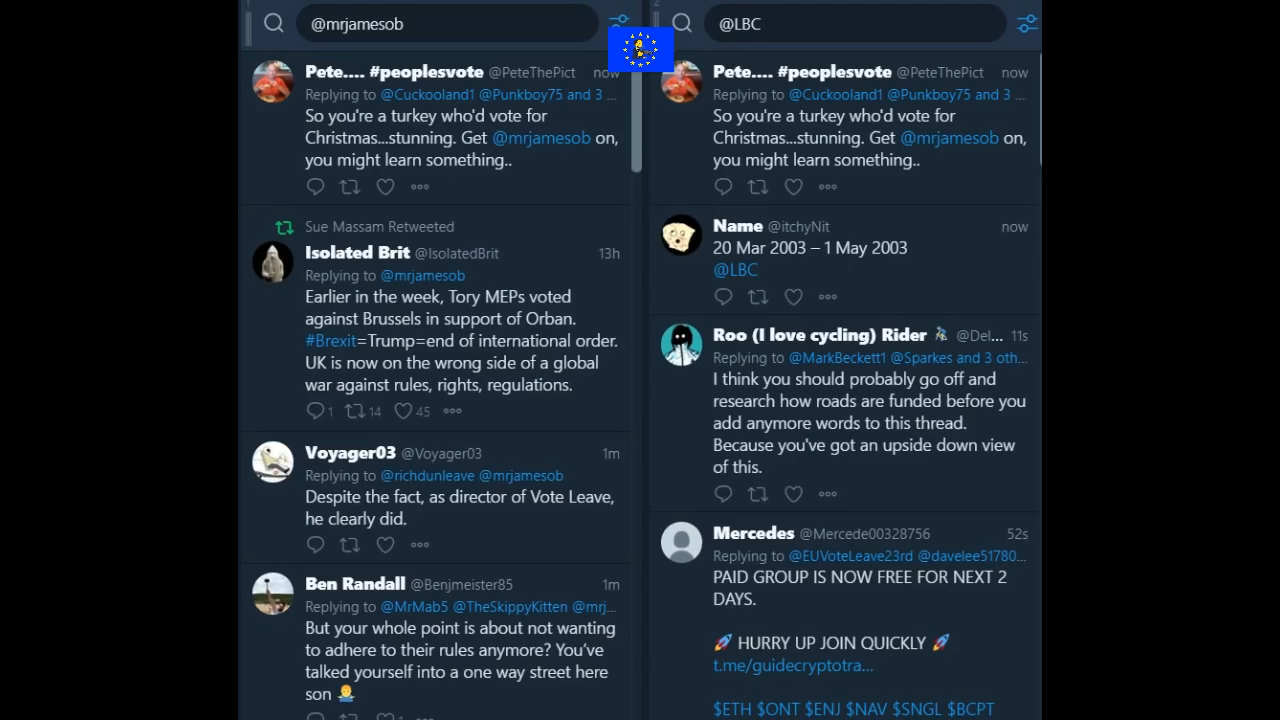 1
@mrjamesob
Pete.... #peoplesvote @PeteThePict now
Replying to @Cuckooland1 @Punkboy75 and 3 ...
So you're a turkey who'd vote for
Christmas...stunning. Get @mrjamesob on,
you might learn something..
Sue Massam Retweeted
Isolated Brit @IsolatedBrit 13h
Replying to @mrjamesob
Earlier in the week, Tory MEPs voted
against Brussels in support of Orban.
#Brexit=Trump=end of international order.
UK is now on the wrong side of a global
war against rules, rights, regulations.
1 14 45
Voyager03 @Voyager03 1m
Replying to @richdunleave @mrjamesob
Despite the fact, as director of Vote Leave,
he clearly did.
Ben Randall @Benjmeister85 1m
Replying to @MrMab5 @TheSkippyKitten @mrj...
But your whole point is about not wanting
to adhere to their rules anymore? You've
talked yourself into a one way street here
son
1
2
@LBC
Pete.... #peoplesvote @PeteThePict now
Replying to @Cuckooland1 @Punkboy75 and 3 ...
So you're a turkey who'd vote for
Christmas...stunning. Get @mrjamesob on,
you might learn something..
Name @itchyNit now
20 Mar 2003 – 1 May 2003
@LBC
Roo (I love cycling) Rider @Del... 11s
Replying to @MarkBeckett1 @Sparkes and 3 oth...
I think you should probably go off and
research how roads are funded before you
add anymore words to this thread.
Because you've got an upside down view
of this.
Mercedes @Mercede00328756 52s
Replying to @EUVoteLeave23rd @davelee51780...
PAID GROUP IS NOW FREE FOR NEXT 2
DAYS.
🚀 HURRY UP JOIN QUICKLY 🚀
t.me/guidecryptotra...
$ETH $ONT $ENJ $NAV $SNGL $BCPT